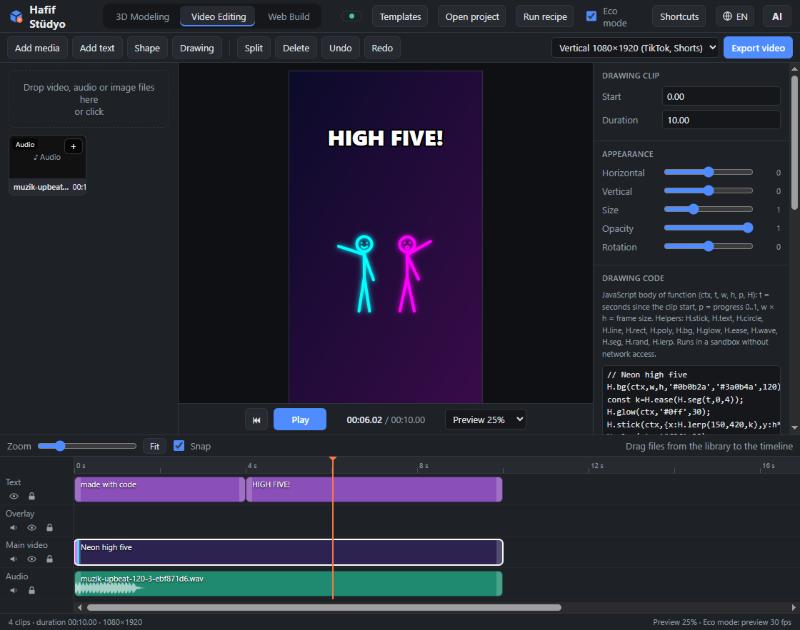 Hafif Stüdyo
3D Modeling
Video Editing
Web Build
Templates
Open project
Run recipe
Eco mode
Shortcuts
EN
AI
Add media
Add text
Shape
Drawing
Split
Delete
Undo
Redo
Vertical 1080×1920 (TikTok, Shorts)
Export video
Drop video, audio or image files
here
or click
Audio
+
♪ Audio
muzik-upbeat... 00:1
HIGH FIVE!
DRAWING CLIP
Start 0.00
Duration 10.00
APPEARANCE
Horizontal 0
Vertical 0
Size 1
Opacity 1
Rotation 0
DRAWING CODE
JavaScript body of function (ctx, t, w, h, p, H): t =
seconds since the clip start, p = progress 0..1, w ×
h = frame size. Helpers: H.stick, H.text, H.circle,
H.line, H.rect, H.poly, H.bg, H.glow, H.ease, H.wave,
H.seg, H.rand, H.lerp. Runs in a sandbox without
network access.
// Neon high five
H.bg(ctx,w,h,'#0b0b2a','#3a0b4a',120)
const k=H.ease(H.seg(t,0,4));
H.glow(ctx,'#0ff',30);
H.stick(ctx,{x:H.lerp(150,420,k),y:h*
Play
00:06.02 / 00:10.00
Preview 25%
Zoom
Fit
Snap
Drag files from the library to the timeline
0 s
4 s
8 s
12 s
16 s
Text
made with code
HIGH FIVE!
Overlay
Main video
Neon high five
Audio
muzik-upbeat-120-3-ebf871d6.wav
4 clips · duration 00:10.00 · 1080×1920
Preview 25% · Eco mode: preview 30 fps